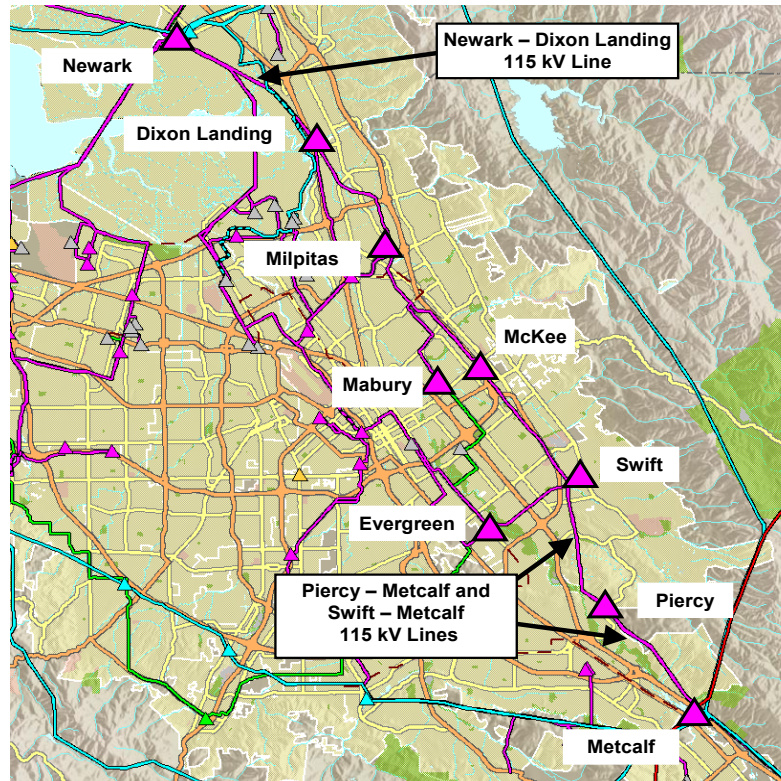 Newark – Dixon Landing
115 kV Line
Newark
Dixon Landing
Milpitas
McKee
Mabury
Swift
Evergreen
Piercy – Metcalf and
Swift – Metcalf
115 kV Lines
Piercy
Metcalf